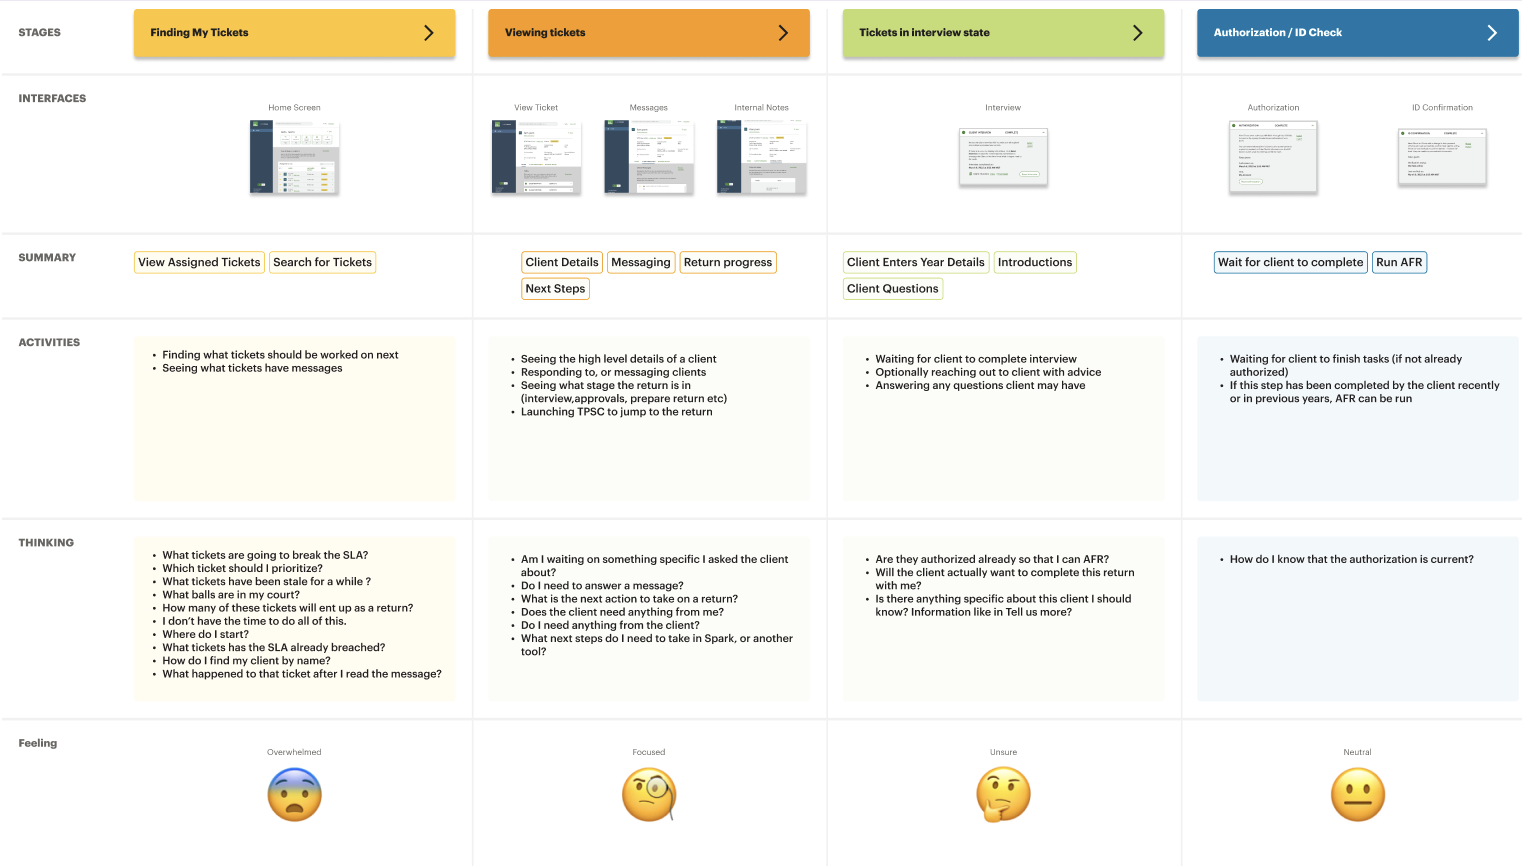 STAGES
Finding My Tickets
Viewing tickets
Tickets in interview state
Authorization / ID Check
INTERFACES
Home Screen
View Ticket
Messages
Internal Notes
Interview
Authorization
ID Confirmation
SUMMARY
View Assigned Tickets
Search for Tickets
Client Details
Messaging
Return progress
Next Steps
Client Enters Year Details
Introductions
Client Questions
Wait for client to complete
Run AFR
ACTIVITIES
• Finding what tickets should be worked on next
• Seeing what tickets have messages
• Seeing the high level details of a client
• Responding to, or messaging clients
• Seeing what stage the return is in
(interview,approvals, prepare return etc)
• Launching TPSC to jump to the return
• Waiting for client to complete interview
• Optionally reaching out to client with advice
• Answering any questions client may have
• Waiting for client to finish tasks (if not already
authorized)
• If this step has been completed by the client recently
or in previous years, AFR can be run
THINKING
• What tickets are going to break the SLA?
• Which ticket should I prioritize?
• What tickets have been stale for a while ?
• What balls are in my court?
• How many of these tickets will ent up as a return?
• I don't have the time to do all of this.
• Where do I start?
• What tickets has the SLA already breached?
• How do I find my client by name?
• What happened to that ticket after I read the message?
• Am I waiting on something specific I asked the client
about?
• Do I need to answer a message?
• What is the next action to take on a return?
• Does the client need anything from me?
• Do I need anything from the client?
• What next steps do I need to take in Spark, or another
tool?
• Are they authorized already so that I can AFR?
• Will the client actually want to complete this return
with me?
• Is there anything specific about this client I should
know? Information like in Tell us more?
• How do I know that the authorization is current?
Feeling
Overwhelmed
Focused
Unsure
Neutral